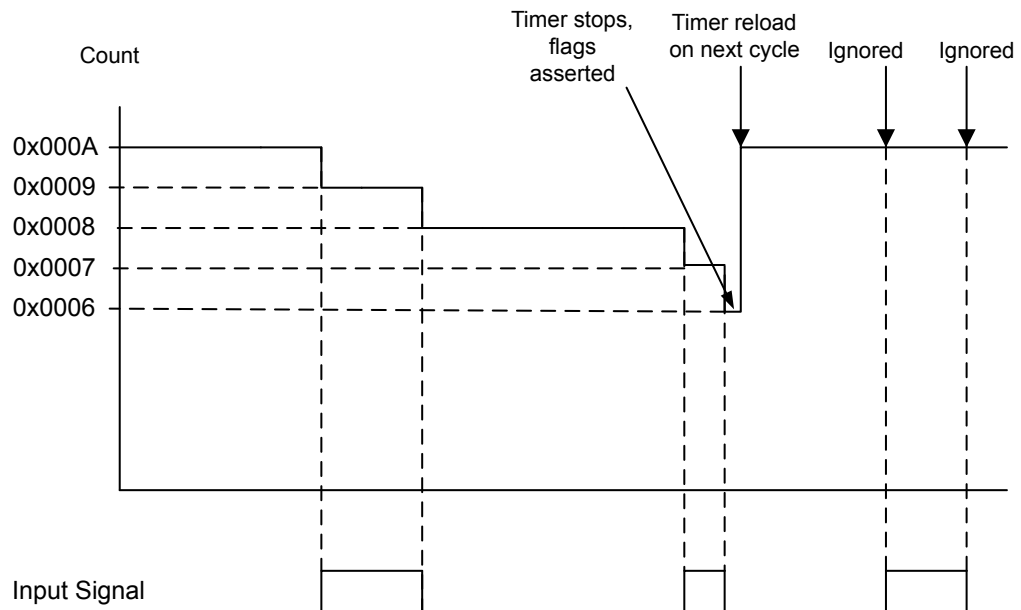 Timer stops,
flags
asserted
Timer reload
on next cycle
Ignored
Ignored
Count
0x000A
0x0009
0x0008
0x0007
0x0006
Input Signal